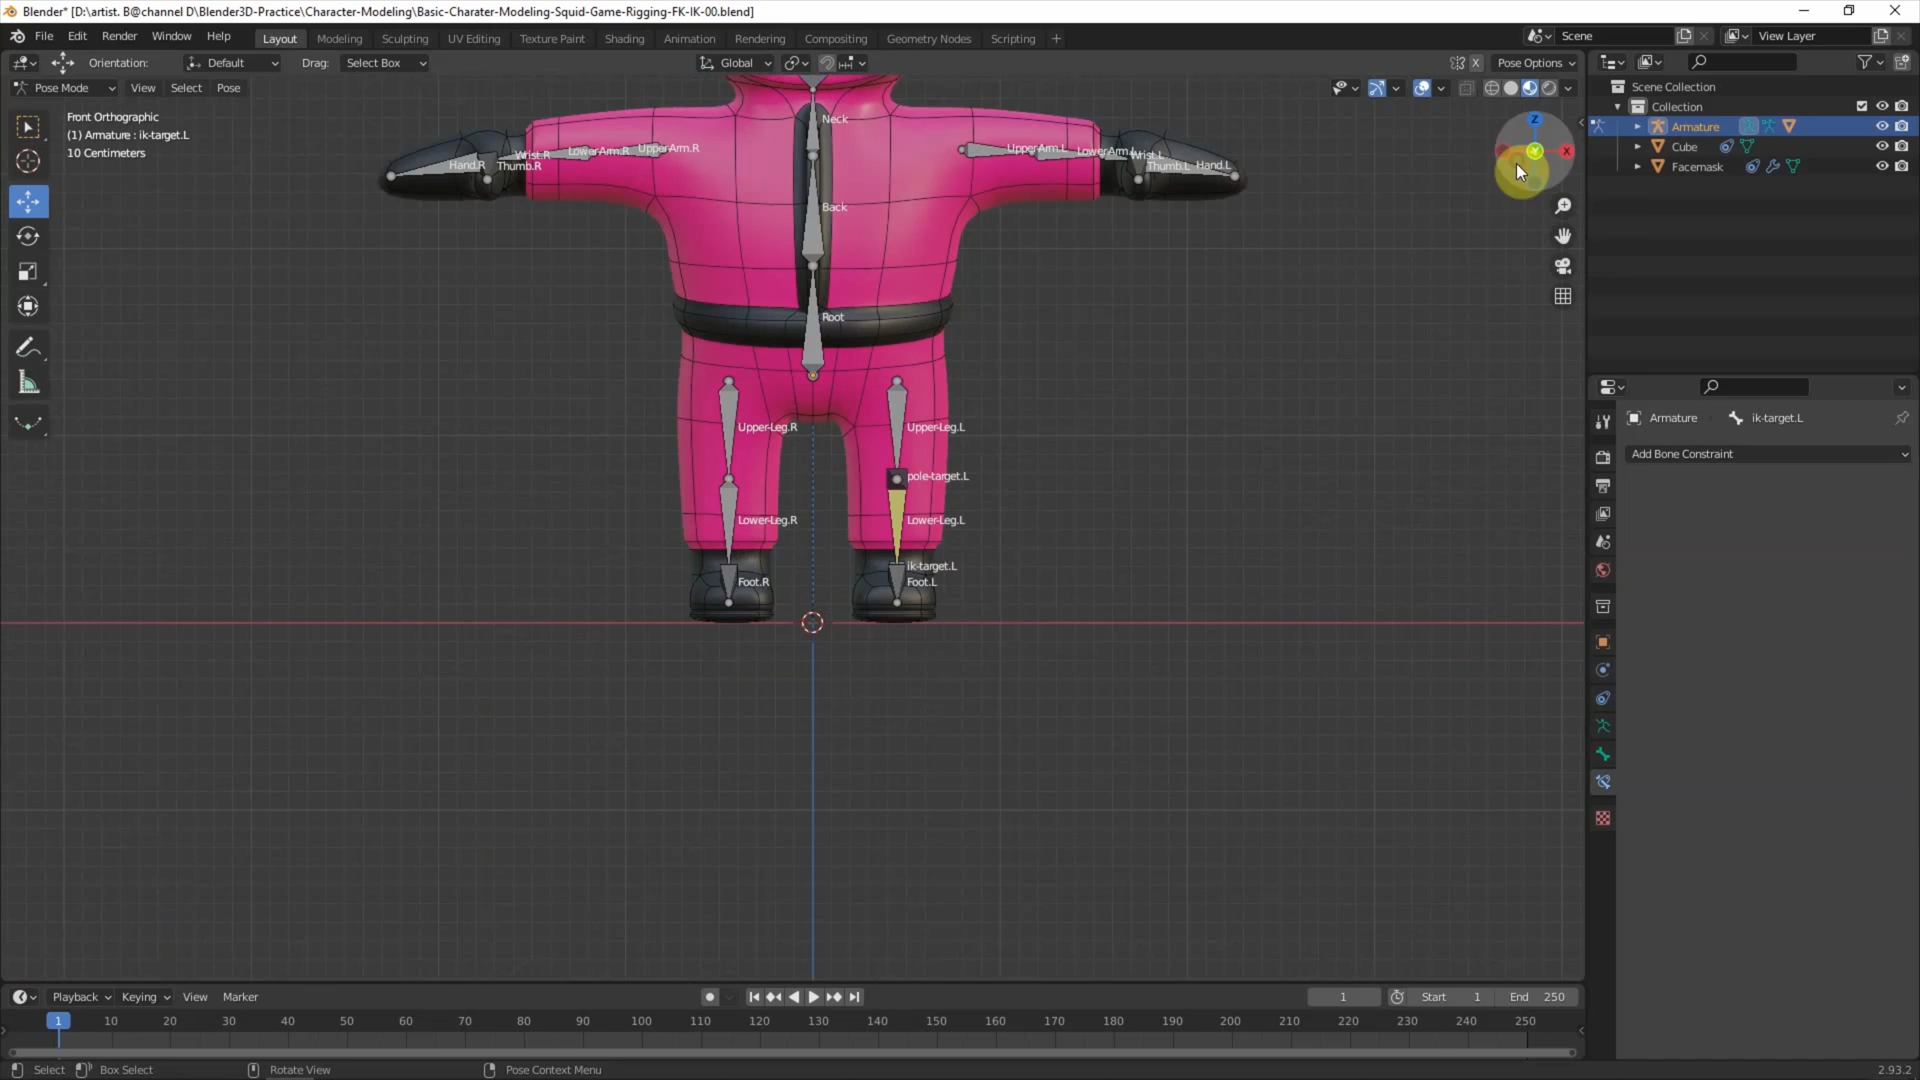 Blender* [D:\artist. B@channel D\Blender3D-Practice\Character-Modeling\Basic-Charater-Modeling-Squid-Game-Rigging-FK-IK-00.blend]
File Edit Render Window Help Layout Modeling Sculpting UV Editing Texture Paint Shading Animation Rendering Compositing Geometry Nodes Scripting + Scene View Layer
Orientation: Default Drag: Select Box Global X Pose Options
Pose Mode View Select Pose
Scene Collection
Collection
Armature
Cube
Facemask
Front Orthographic
(1) Armature : ik-target.L
10 Centimeters
Z
X
Y
Neck
Hand.R Wrist.R Thumb.R LowerArm.R UpperArm.R UpperArm.L LowerArm.L Wrist.L Thumb.L Hand.L
Back
Root
Upper-Leg.R Upper-Leg.L
pole-target.L
Lower-Leg.R Lower-Leg.L
ik-target.L
Foot.R Foot.L
Armature ik-target.L
Add Bone Constraint
Playback Keying View Marker 1 Start 1 End 250
1 10 20 30 40 50 60 70 80 90 100 110 120 130 140 150 160 170 180 190 200 210 220 230 240 250
Select Box Select Rotate View Pose Context Menu 2.93.2